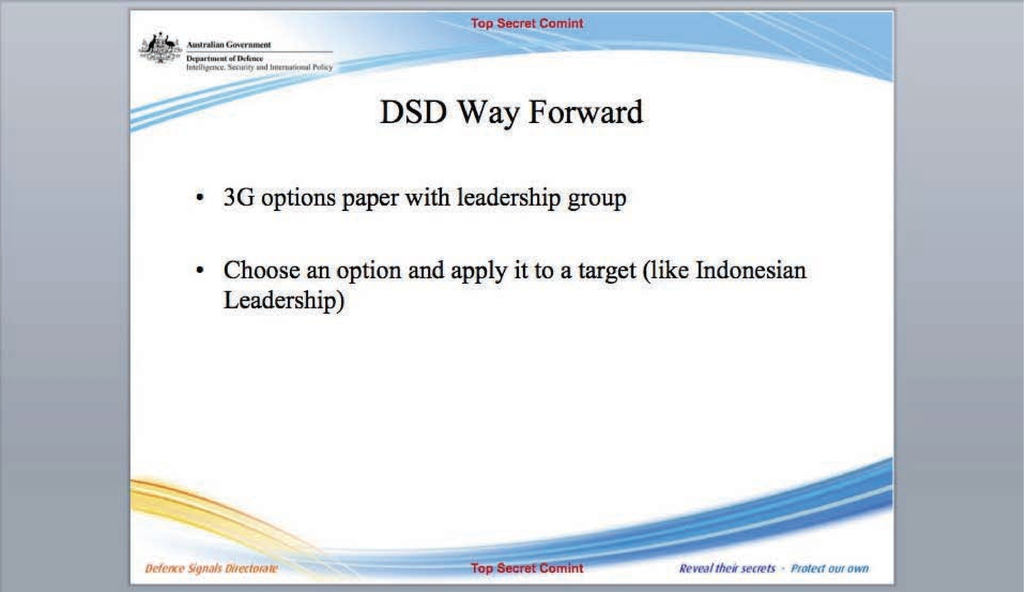 Top Secret Comint
Australian Government
Department of Defence
Intelligence, Security and International Policy
DSD Way Forward
• 3G options paper with leadership group
• Choose an option and apply it to a target (like Indonesian
Leadership)
Defence Signals Directorate
Top Secret Comint
Reveal their secrets - Protect our own